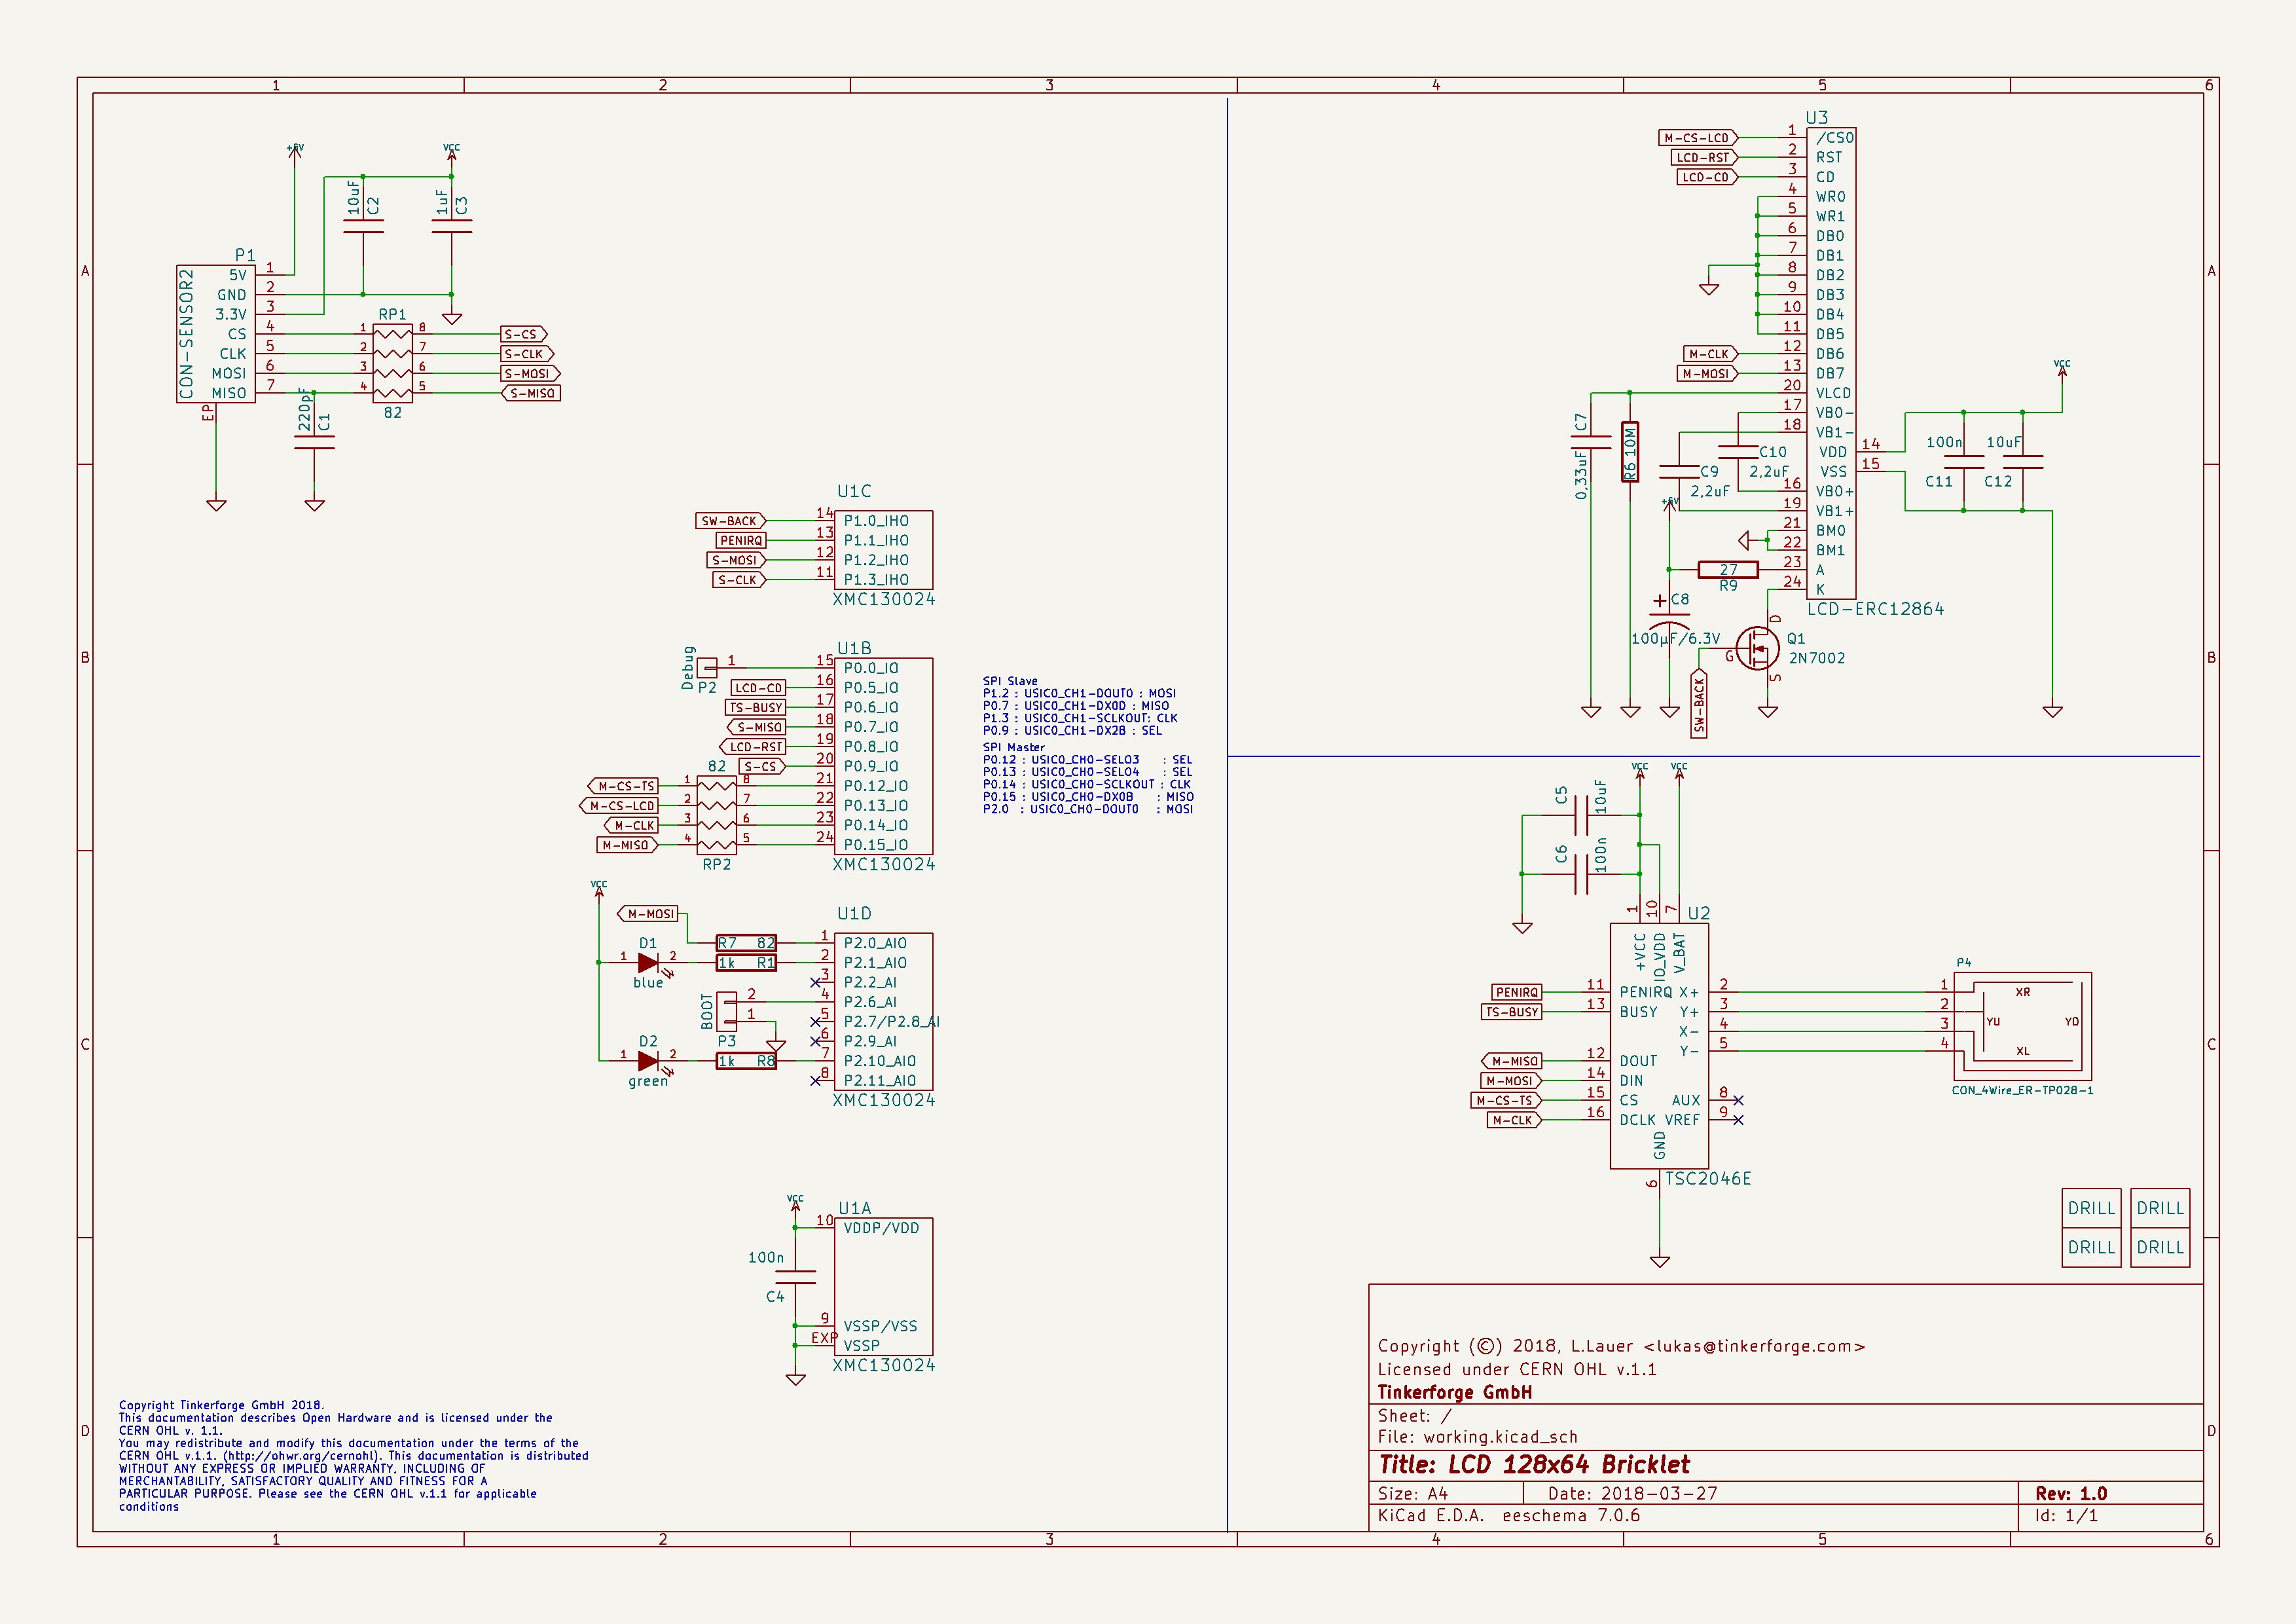 1 2 3 4 5 6
A
B
C
D
+5V
VCC
10uF
C2
1uF
C3
P1
CON-SENSOR2
5V 1
GND 2
3.3V 3
CS 4
CLK 5
MOSI 6
MISO 7
EP
RP1
1 8
2 7
3 6
4 5
82
S-CS
S-CLK
S-MOSI
S-MISO
220pF
C1
U1C
SW-BACK 14 P1.0_IHO
PENIRQ 13 P1.1_IHO
S-MOSI 12 P1.2_IHO
S-CLK 11 P1.3_IHO
XMC130024
U1B
Debug
P2
1 15 P0.0_IO
LCD-CD 16 P0.5_IO
TS-BUSY 17 P0.6_IO
S-MISO 18 P0.7_IO
LCD-RST 19 P0.8_IO
82 S-CS 20 P0.9_IO
M-CS-TS 1 8 21 P0.12_IO
M-CS-LCD 2 7 22 P0.13_IO
M-CLK 3 6 23 P0.14_IO
M-MISO 4 5 24 P0.15_IO
RP2
XMC130024
SPI Slave
P1.2 : USIC0_CH1-DOUT0 : MOSI
P0.7 : USIC0_CH1-DX0D : MISO
P1.3 : USIC0_CH1-SCLKOUT: CLK
P0.9 : USIC0_CH1-DX2B : SEL
SPI Master
P0.12 : USIC0_CH0-SELO3 : SEL
P0.13 : USIC0_CH0-SELO4 : SEL
P0.14 : USIC0_CH0-SCLKOUT : CLK
P0.15 : USIC0_CH0-DX0B : MISO
P2.0 : USIC0_CH0-DOUT0 : MOSI
VCC
M-MOSI
U1D
R7 82 1 P2.0_AIO
D1
1 2 1k R1 2 P2.1_AIO
blue
3 P2.2_AI
BOOT
2 4 P2.6_AI
1 5 P2.7/P2.8_AI
P3
6 P2.9_AI
D2
1 2 1k R8 7 P2.10_AIO
green
8 P2.11_AIO
XMC130024
VCC
U1A
10 VDDP/VDD
100n
C4
9 VSSP/VSS
EXP VSSP
XMC130024
U3
M-CS-LCD 1 /CS0
LCD-RST 2 RST
LCD-CD 3 CD
4 WR0
5 WR1
6 DB0
7 DB1
8 DB2
9 DB3
10 DB4
11 DB5
M-CLK 12 DB6
M-MOSI 13 DB7
20 VLCD
17 VB0-
18 VB1-
VDD 14
VSS 15
16 VB0+
19 VB1+
21 BM0
22 BM1
23 A
24 K
LCD-ERC12864
C7
0,33uF
R6 10M
C10
2,2uF
C9
2,2uF
+5V
27
R9
C8
100µF/6.3V
Q1
2N7002
D
G
S
SW-BACK
VCC
100n
C11
10uF
C12
VCC VCC
C5
10uF
C6
100n
1 10 7
U2
+VCC
IO_VDD
V_BAT
PENIRQ 11 PENIRQ X+ 2
TS-BUSY 13 BUSY Y+ 3
X- 4
Y- 5
M-MISO 12 DOUT
M-MOSI 14 DIN
M-CS-TS 15 CS AUX 8
M-CLK 16 DCLK VREF 9
GND
6
TSC2046E
P4
1 XR
2
YU YD
3
4 XL
CON_4Wire_ER-TP028-1
DRILL DRILL
DRILL DRILL
Copyright Tinkerforge GmbH 2018.
This documentation describes Open Hardware and is licensed under the
CERN OHL v. 1.1.
You may redistribute and modify this documentation under the terms of the
CERN OHL v.1.1. (http://ohwr.org/cernohl). This documentation is distributed
WITHOUT ANY EXPRESS OR IMPLIED WARRANTY, INCLUDING OF
MERCHANTABILITY, SATISFACTORY QUALITY AND FITNESS FOR A
PARTICULAR PURPOSE. Please see the CERN OHL v.1.1 for applicable
conditions
Copyright (©) 2018, L.Lauer <lukas@tinkerforge.com>
Licensed under CERN OHL v.1.1
Tinkerforge GmbH
Sheet: /
File: working.kicad_sch
Title: LCD 128x64 Bricklet
Size: A4 Date: 2018-03-27 Rev: 1.0
KiCad E.D.A. eeschema 7.0.6 Id: 1/1
1 2 3 4 5 6
A
B
C
D